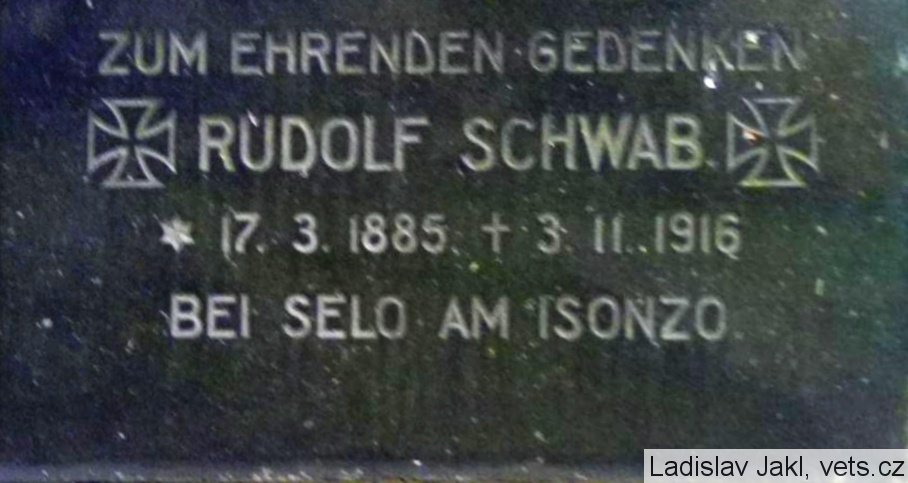 ZUM EHRENDEN GEDENKEN
RUDOLF SCHWAB
* 17. 3. 1885. † 3. 11. 1916
BEI SELO AM ISONZO.
Ladislav Jakl, vets.cz